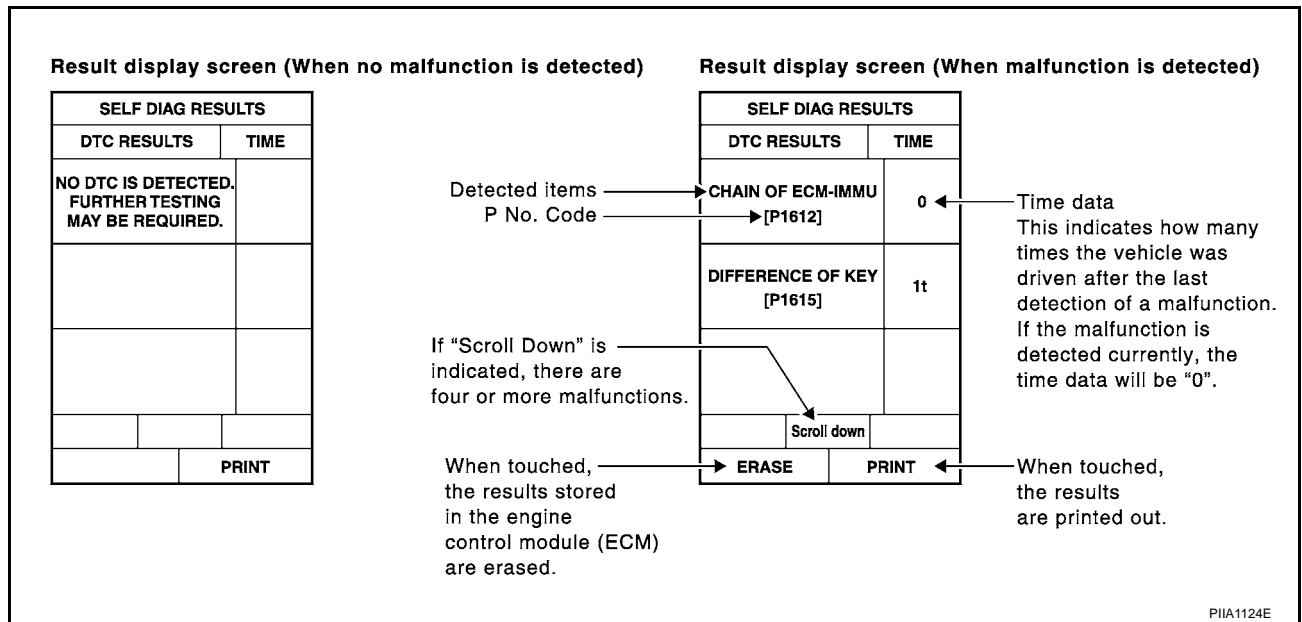 Result display screen (When no malfunction is detected)
SELF DIAG RESULTS
DTC RESULTS TIME
NO DTC IS DETECTED.
FURTHER TESTING
MAY BE REQUIRED.
PRINT
Result display screen (When malfunction is detected)
SELF DIAG RESULTS
DTC RESULTS TIME
Detected items
P No. Code
CHAIN OF ECM-IMMU
[P1612]
0
DIFFERENCE OF KEY
[P1615]
1t
Time data
This indicates how many
times the vehicle was
driven after the last
detection of a malfunction.
If the malfunction is
detected currently, the
time data will be “0”.
If “Scroll Down” is
indicated, there are
four or more malfunctions.
Scroll down
ERASE PRINT
When touched,
the results stored
in the engine
control module (ECM)
are erased.
When touched,
the results
are printed out.
PIIA1124E